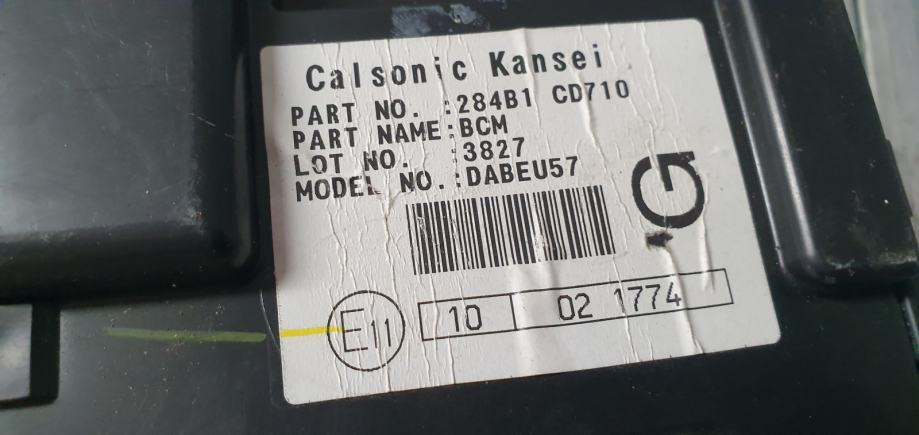 Calsonic Kansei
PART NO. :284B1 CD710
PART NAME:BCM
LOT NO. :3827
MODEL NO.:DABEU57
G
E11 10 02 1774